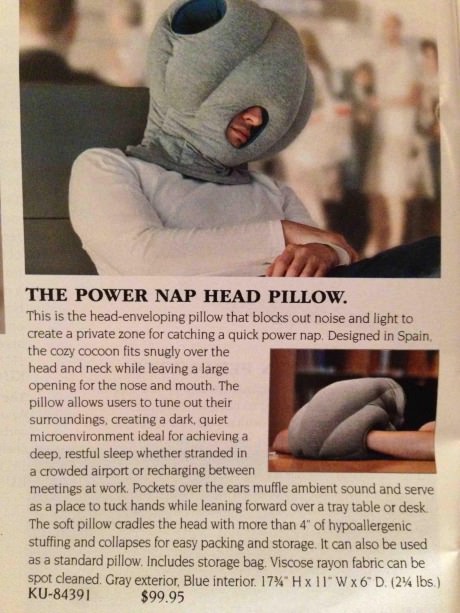 THE POWER NAP HEAD PILLOW.
This is the head-enveloping pillow that blocks out noise and light to
create a private zone for catching a quick power nap. Designed in Spain,
the cozy cocoon fits snugly over the
head and neck while leaving a large
opening for the nose and mouth. The
pillow allows users to tune out their
surroundings, creating a dark, quiet
microenvironment ideal for achieving a
deep, restful sleep whether stranded in
a crowded airport or recharging between
meetings at work. Pockets over the ears muffle ambient sound and serve
as a place to tuck hands while leaning forward over a tray table or desk.
The soft pillow cradles the head with more than 4" of hypoallergenic
stuffing and collapses for easy packing and storage. It can also be used
as a standard pillow. Includes storage bag. Viscose rayon fabric can be
spot cleaned. Gray exterior, Blue interior. 17¾" H x 11" W x 6" D. (2¼ lbs.)
KU-84391 $99.95